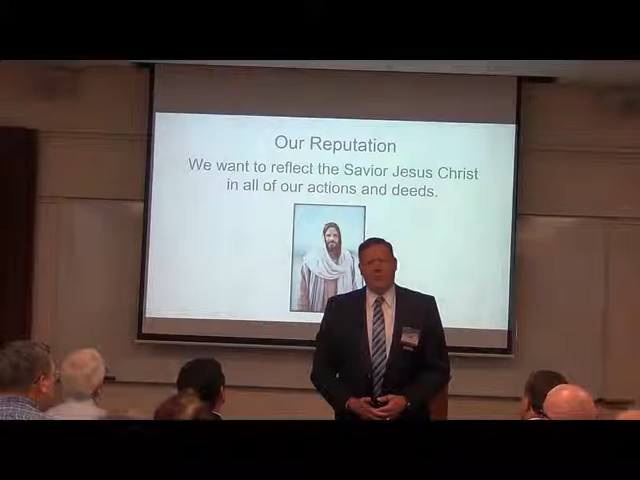 Our Reputation
We want to reflect the Savior Jesus Christ
in all of our actions and deeds.